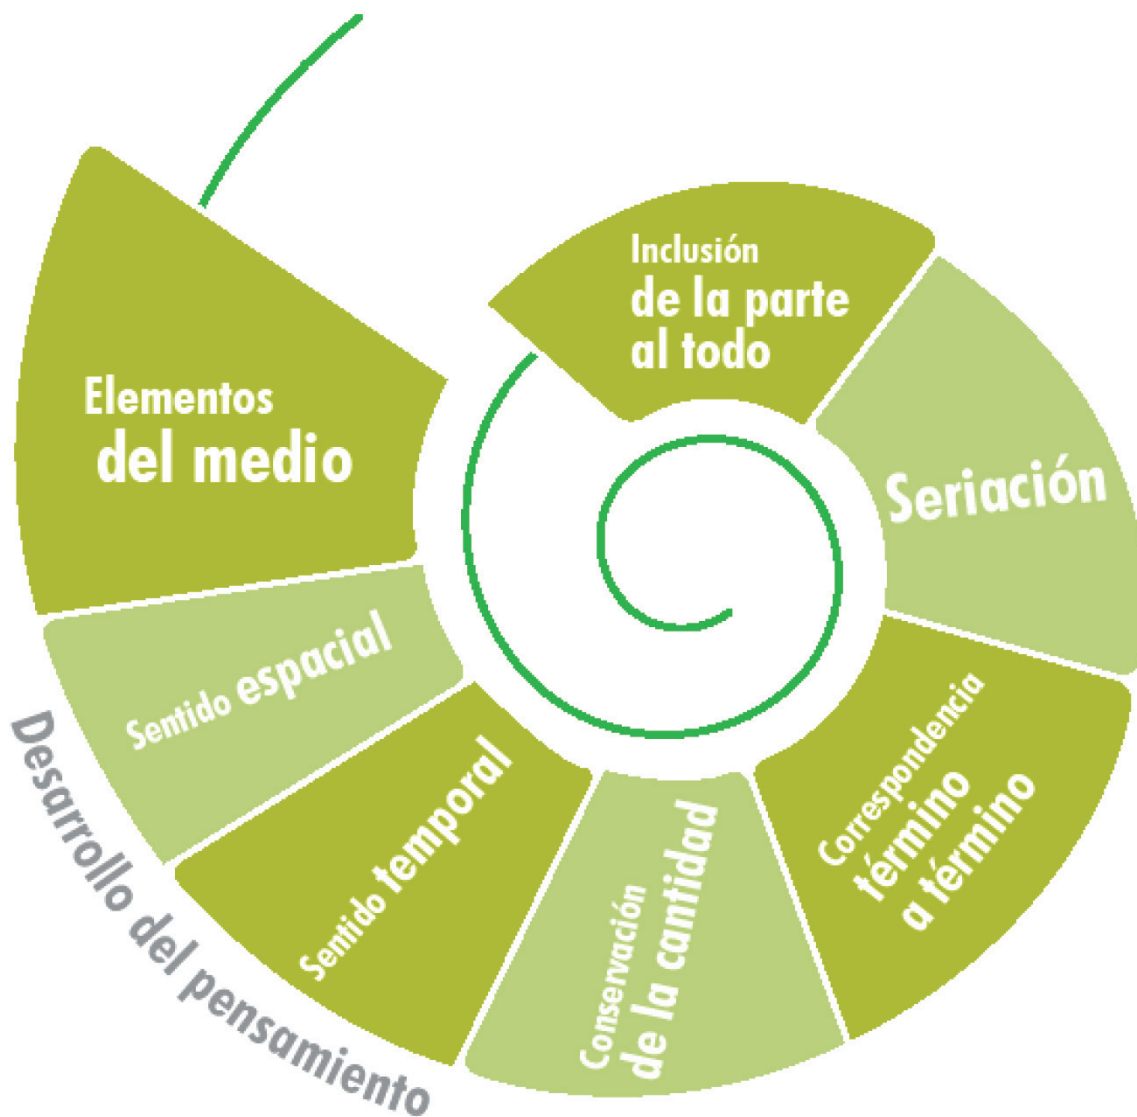 Inclusión
de la parte
al todo
Seriación
Correspondencia
término
a término
Conservación
de la cantidad
Sentido temporal
Sentido espacial
Elementos
del medio
Desarrollo del pensamiento